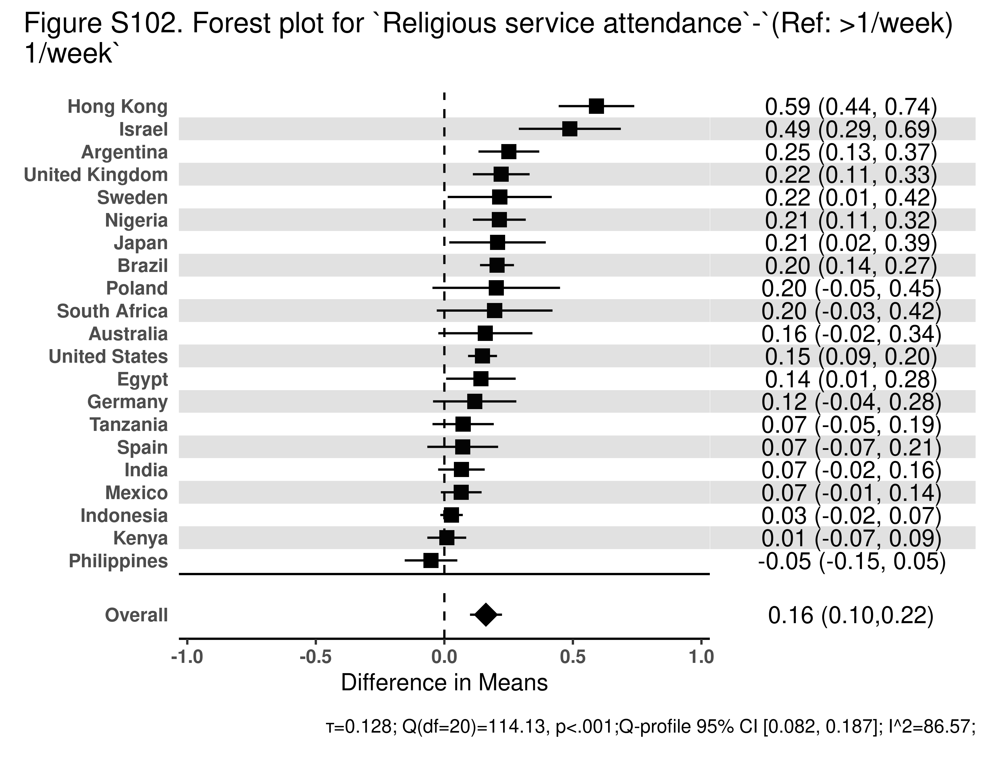 Figure S102. Forest plot for `Religious service attendance`-`(Ref: >1/week)
1/week`
Hong Kong 0.59 (0.44, 0.74)
Israel 0.49 (0.29, 0.69)
Argentina 0.25 (0.13, 0.37)
United Kingdom 0.22 (0.11, 0.33)
Sweden 0.22 (0.01, 0.42)
Nigeria 0.21 (0.11, 0.32)
Japan 0.21 (0.02, 0.39)
Brazil 0.20 (0.14, 0.27)
Poland 0.20 (-0.05, 0.45)
South Africa 0.20 (-0.03, 0.42)
Australia 0.16 (-0.02, 0.34)
United States 0.15 (0.09, 0.20)
Egypt 0.14 (0.01, 0.28)
Germany 0.12 (-0.04, 0.28)
Tanzania 0.07 (-0.05, 0.19)
Spain 0.07 (-0.07, 0.21)
India 0.07 (-0.02, 0.16)
Mexico 0.07 (-0.01, 0.14)
Indonesia 0.03 (-0.02, 0.07)
Kenya 0.01 (-0.07, 0.09)
Philippines -0.05 (-0.15, 0.05)
Overall 0.16 (0.10,0.22)
-1.0 -0.5 0.0 0.5 1.0
Difference in Means
τ=0.128; Q(df=20)=114.13, p<.001;Q-profile 95% CI [0.082, 0.187]; I^2=86.57;